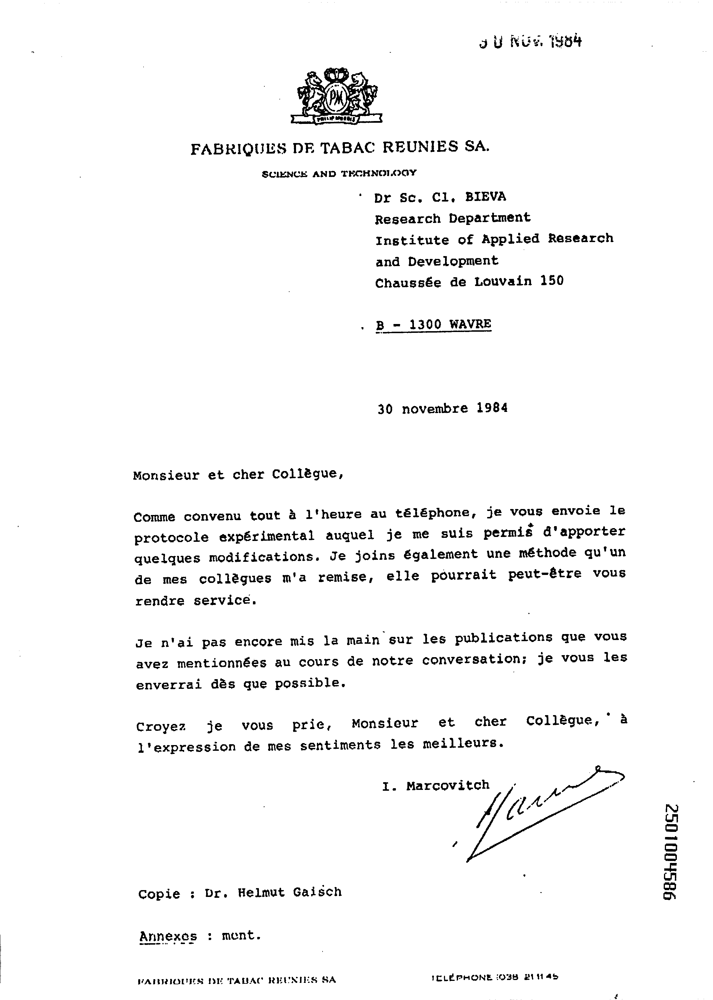 30 NOV. 1984
PM
PHILIP MORRIS
FABRIQUES DE TABAC REUNIES SA.
SCIENCE AND TECHNOLOGY
Dr Sc. Cl. BIEVA
Research Department
Institute of Applied Research
and Development
Chaussée de Louvain 150
B - 1300 WAVRE
30 novembre 1984
Monsieur et cher Collègue,
Comme convenu tout à l'heure au téléphone, je vous envoie le
protocole expérimental auquel je me suis permis d'apporter
quelques modifications. Je joins également une méthode qu'un
de mes collègues m'a remise, elle pourrait peut-être vous
rendre service.
Je n'ai pas encore mis la main sur les publications que vous
avez mentionnées au cours de notre conversation; je vous les
enverrai dès que possible.
Croyez je vous prie, Monsieur et cher Collègue, à
l'expression de mes sentiments les meilleurs.
I. Marcovitch
2501004586
Copie : Dr. Helmut Gaisch
Annexes : ment.
FABRIQUES DE TABAC REUNIES SA
TELÉPHONE :038 21 11 45